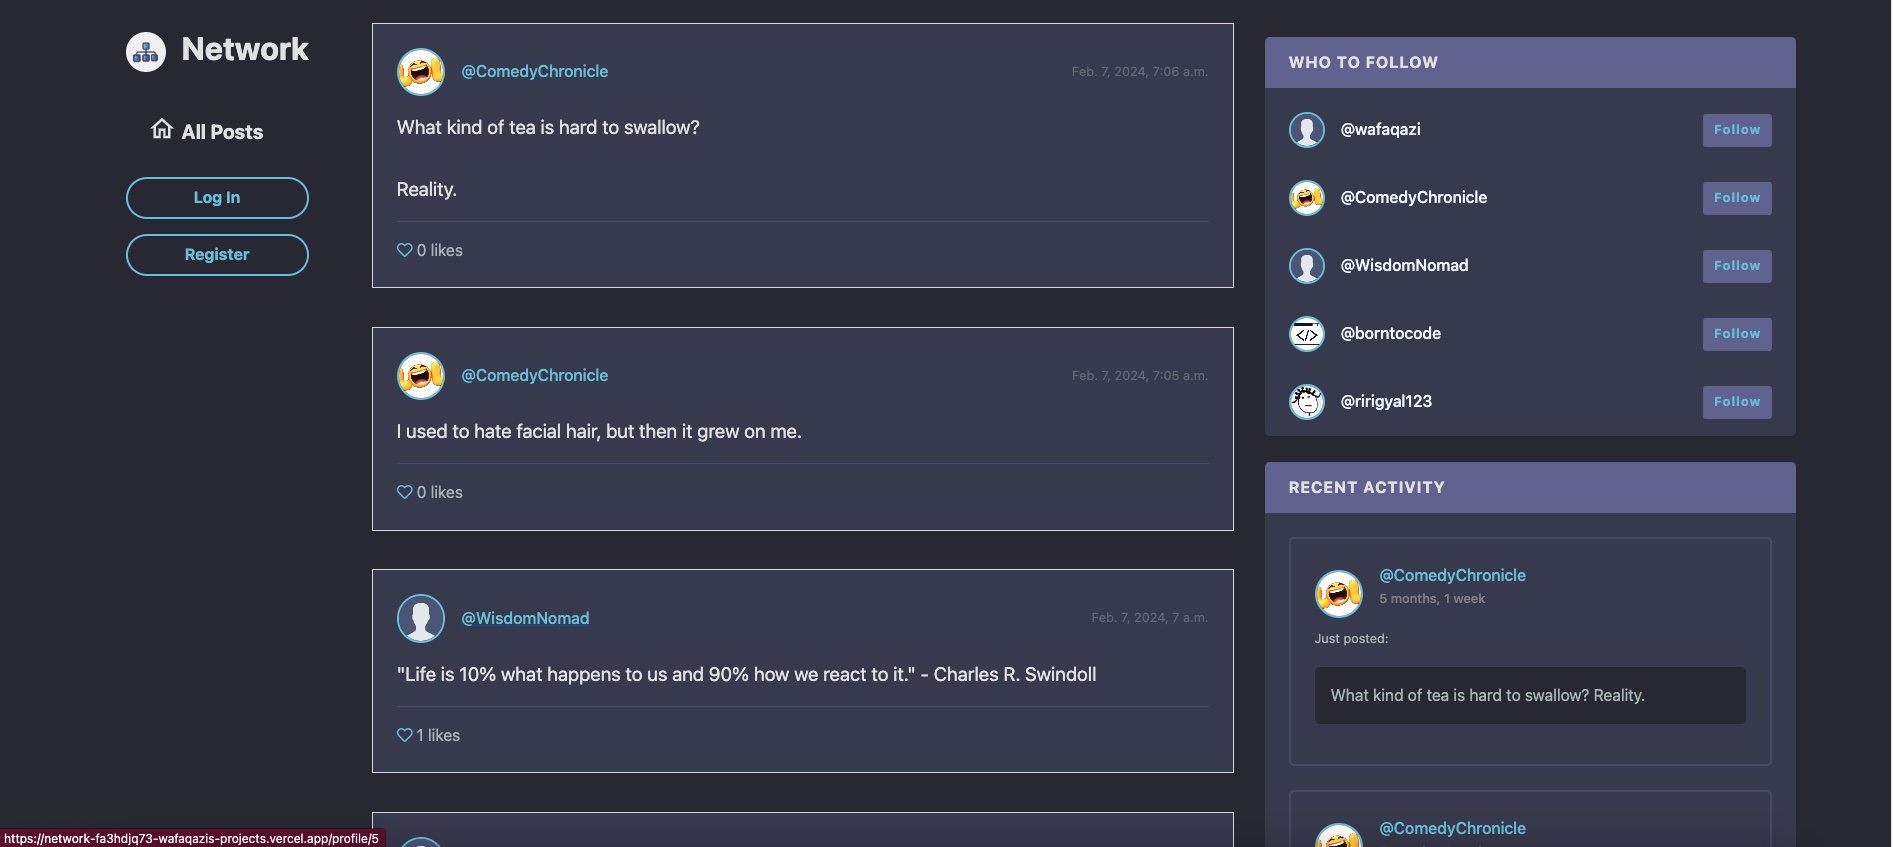 Network
All Posts
Log In
Register
@ComedyChronicle
Feb. 7, 2024, 7:06 a.m.
What kind of tea is hard to swallow?
Reality.
0 likes
@ComedyChronicle
Feb. 7, 2024, 7:05 a.m.
I used to hate facial hair, but then it grew on me.
0 likes
@WisdomNomad
Feb. 7, 2024, 7 a.m.
"Life is 10% what happens to us and 90% how we react to it." - Charles R. Swindoll
1 likes
WHO TO FOLLOW
@wafaqazi
Follow
@ComedyChronicle
Follow
@WisdomNomad
Follow
@borntocode
</>
Follow
@ririgyal123
Follow
RECENT ACTIVITY
@ComedyChronicle
5 months, 1 week
Just posted:
What kind of tea is hard to swallow? Reality.
@ComedyChronicle
https://network-fa3hdjq73-wafaqazis-projects.vercel.app/profile/5